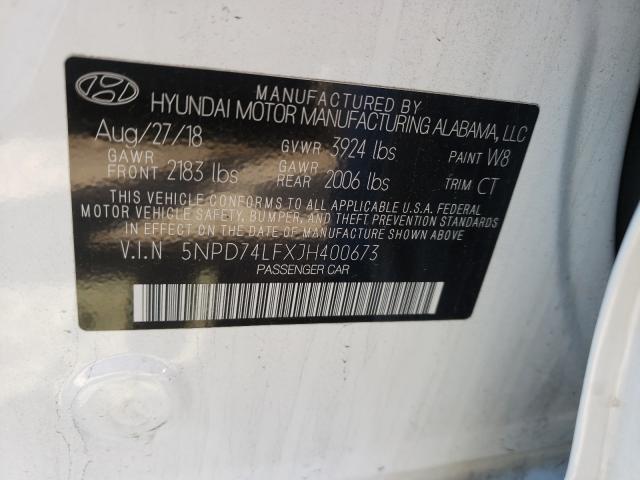 MANUFACTURED BY
HYUNDAI MOTOR MANUFACTURING ALABAMA, LLC
Aug/27/18 GVWR 3924 lbs PAINT W8
GAWR FRONT 2183 lbs GAWR REAR 2006 lbs TRIM CT
THIS VEHICLE CONFORMS TO ALL APPLICABLE U.S.A. FEDERAL
MOTOR VEHICLE SAFETY, BUMPER, AND THEFT PREVENTION STANDARDS
IN EFFECT ON THE DATE OF MANUFACTURE SHOWN ABOVE.
V.I.N 5NPD74LFXJH400673
PASSENGER CAR